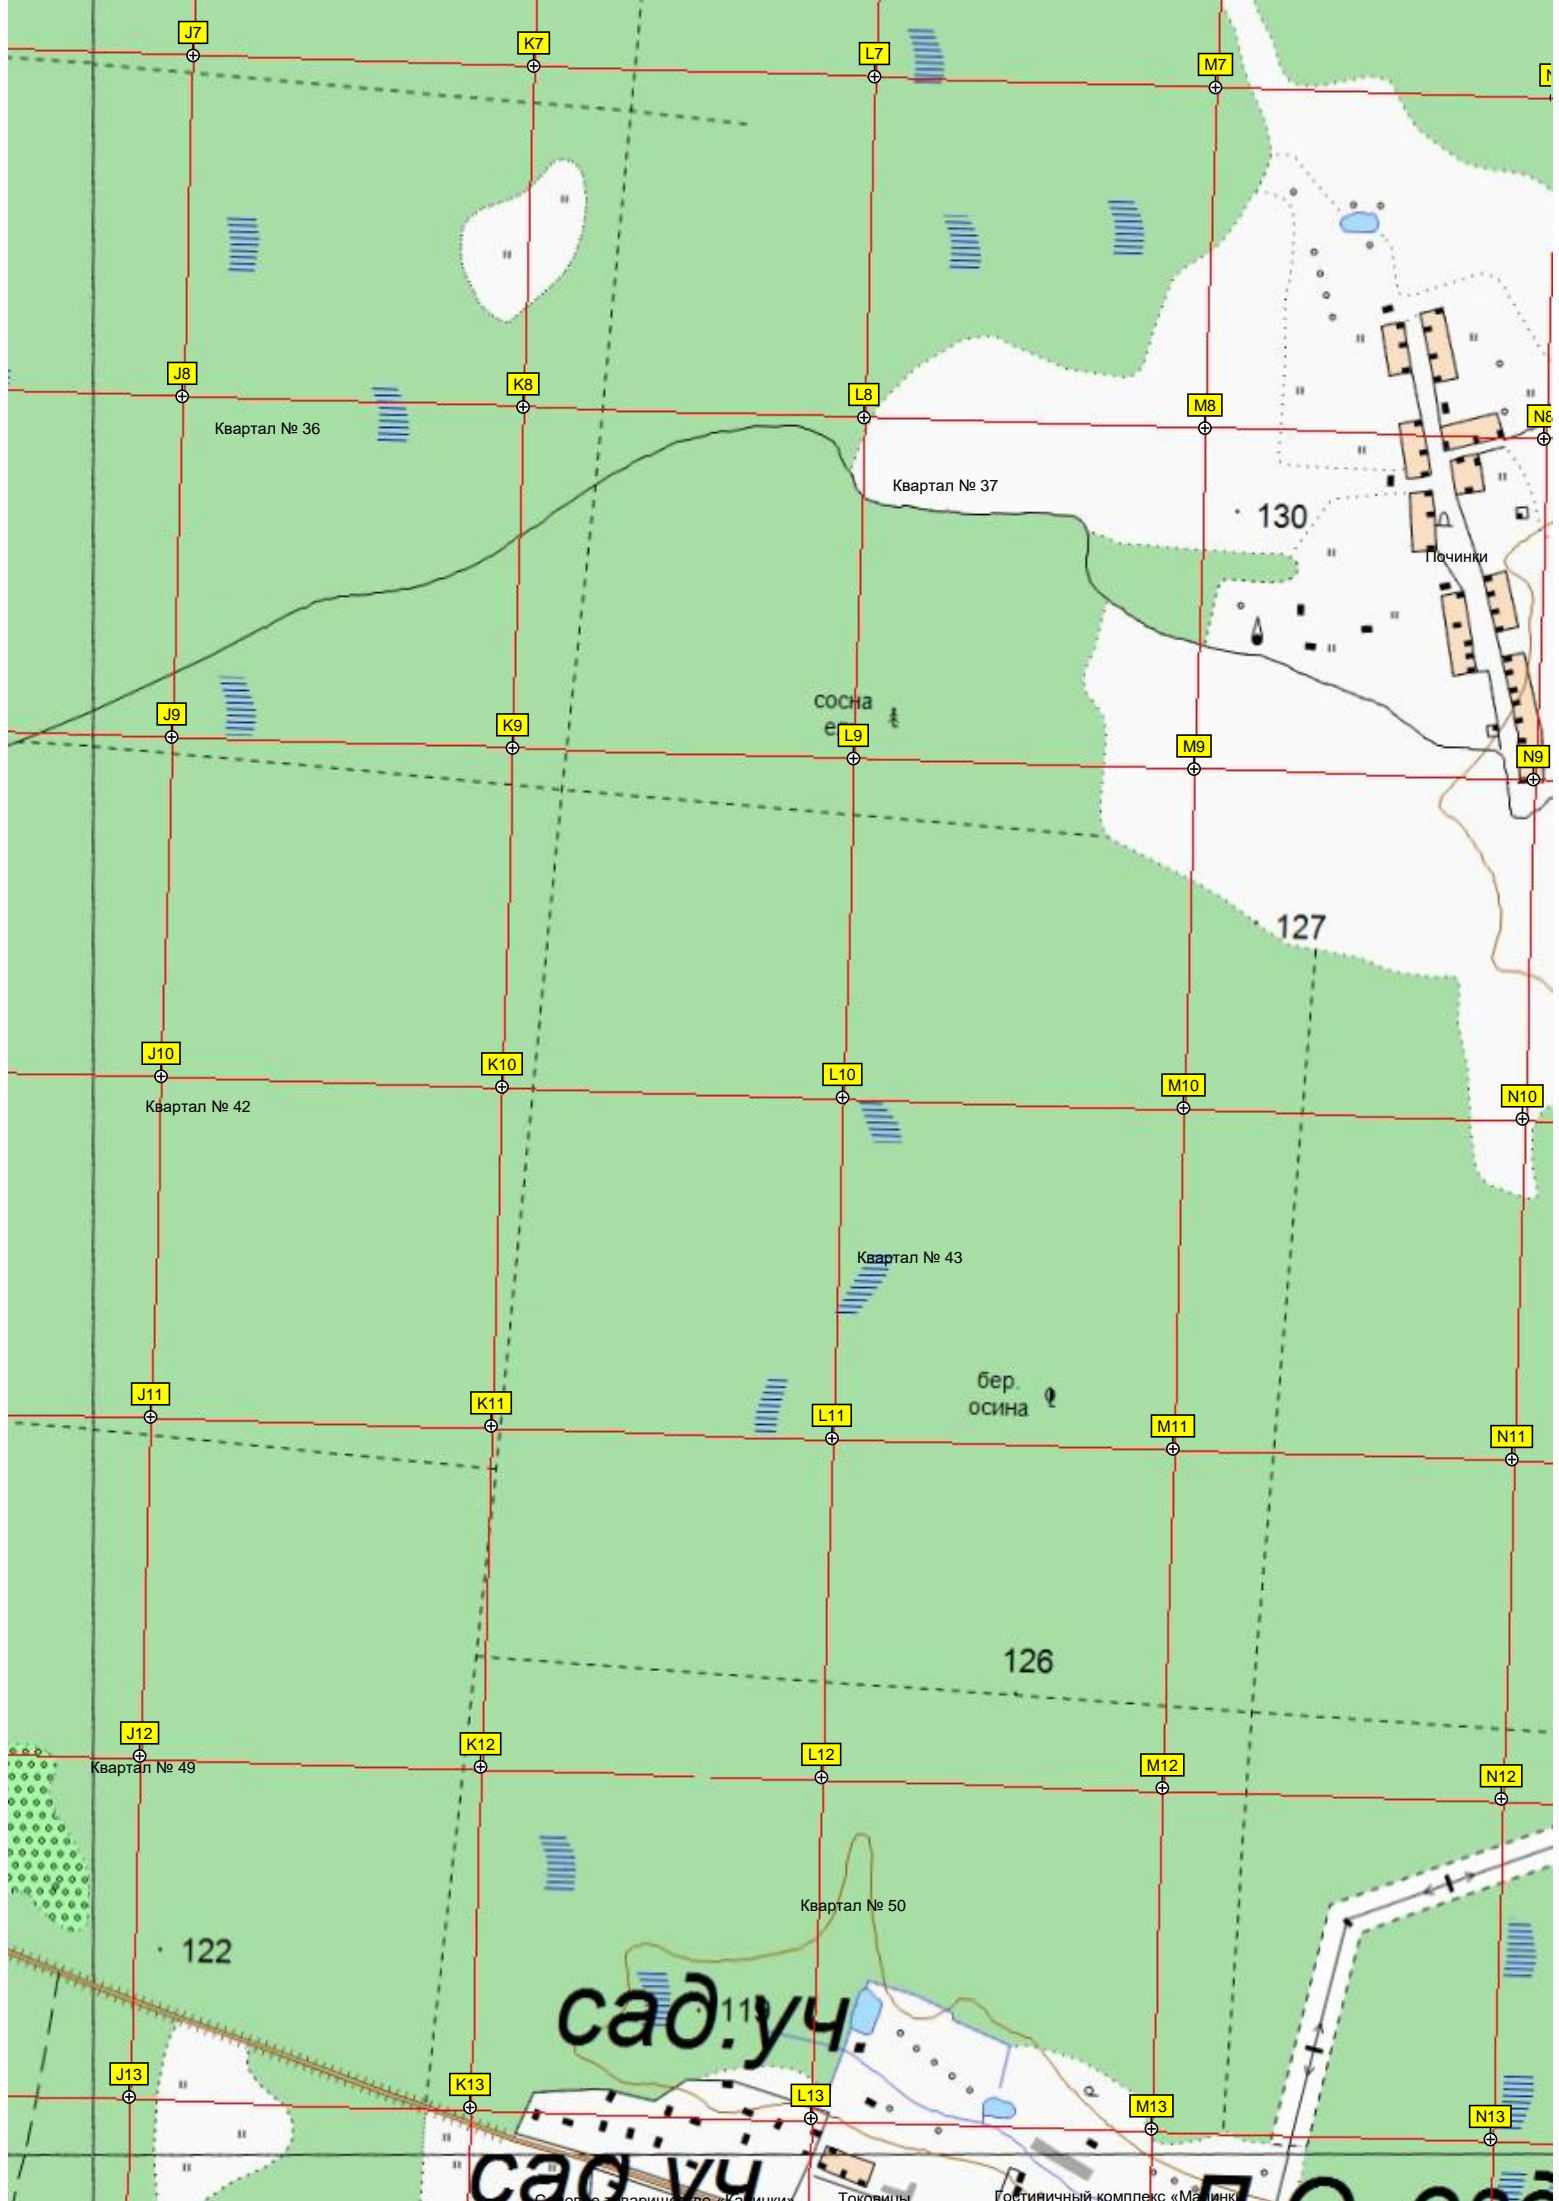 J7
K7
L7
M7
J8
K8
L8
M8
N8
Квартал № 36
Квартал № 37
130
Починки
сосна
J9
K9
L9
M9
N9
127
J10
K10
L10
M10
N10
Квартал № 42
Квартал № 43
бер.
осина
J11
K11
L11
M11
N11
126
J12
K12
L12
M12
N12
Квартал № 49
Квартал № 50
122
сад.уч
J13
K13
L13
M13
N13
сад.уч
Токовицы
Гостиничный комплекс